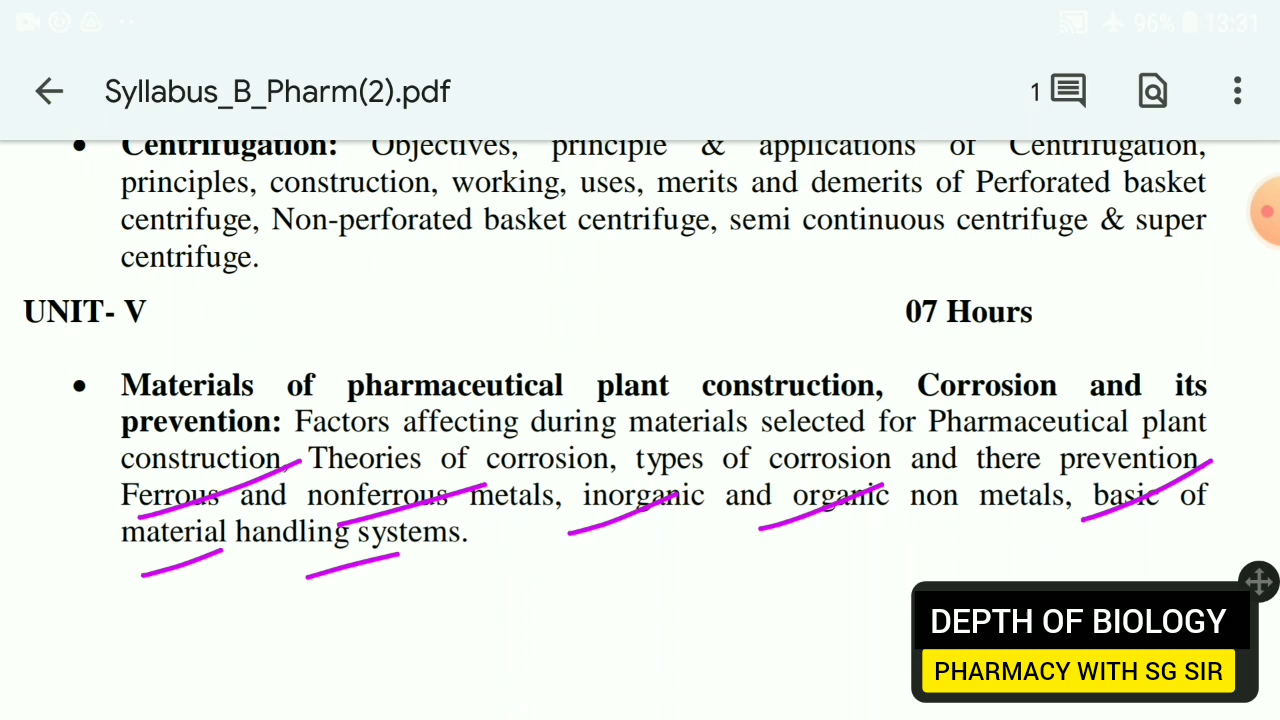 96% 13:31
Syllabus_B_Pharm(2).pdf 1
• Centrifugation: Objectives, principle & applications of Centrifugation,
principles, construction, working, uses, merits and demerits of Perforated basket
centrifuge, Non-perforated basket centrifuge, semi continuous centrifuge & super
centrifuge.
UNIT- V 07 Hours
• Materials of pharmaceutical plant construction, Corrosion and its
prevention: Factors affecting during materials selected for Pharmaceutical plant
construction, Theories of corrosion, types of corrosion and there prevention.
Ferrous and nonferrous metals, inorganic and organic non metals, basic of
material handling systems.
DEPTH OF BIOLOGY
PHARMACY WITH SG SIR